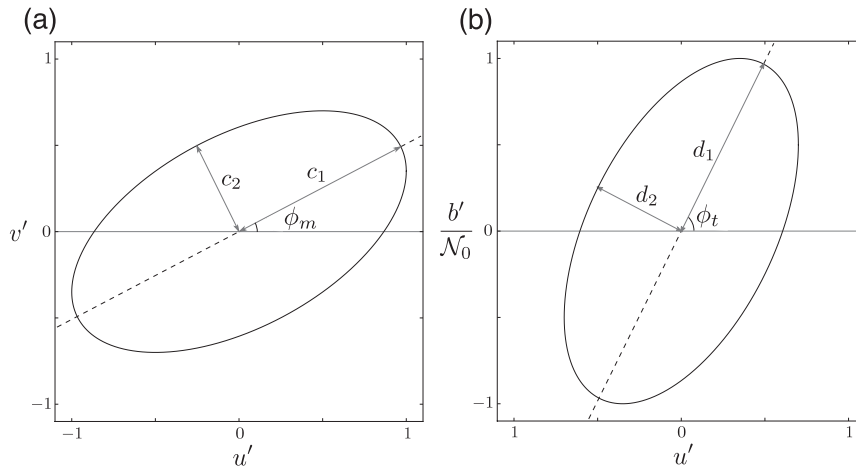 (a)
1
c₂
c₁
ϕₘ
v′ 0
−1
−1 0 1
u′
(b)
1
d₁
d₂
ϕₜ
b′
𝒩₀
0
−1
1 0 1
u′